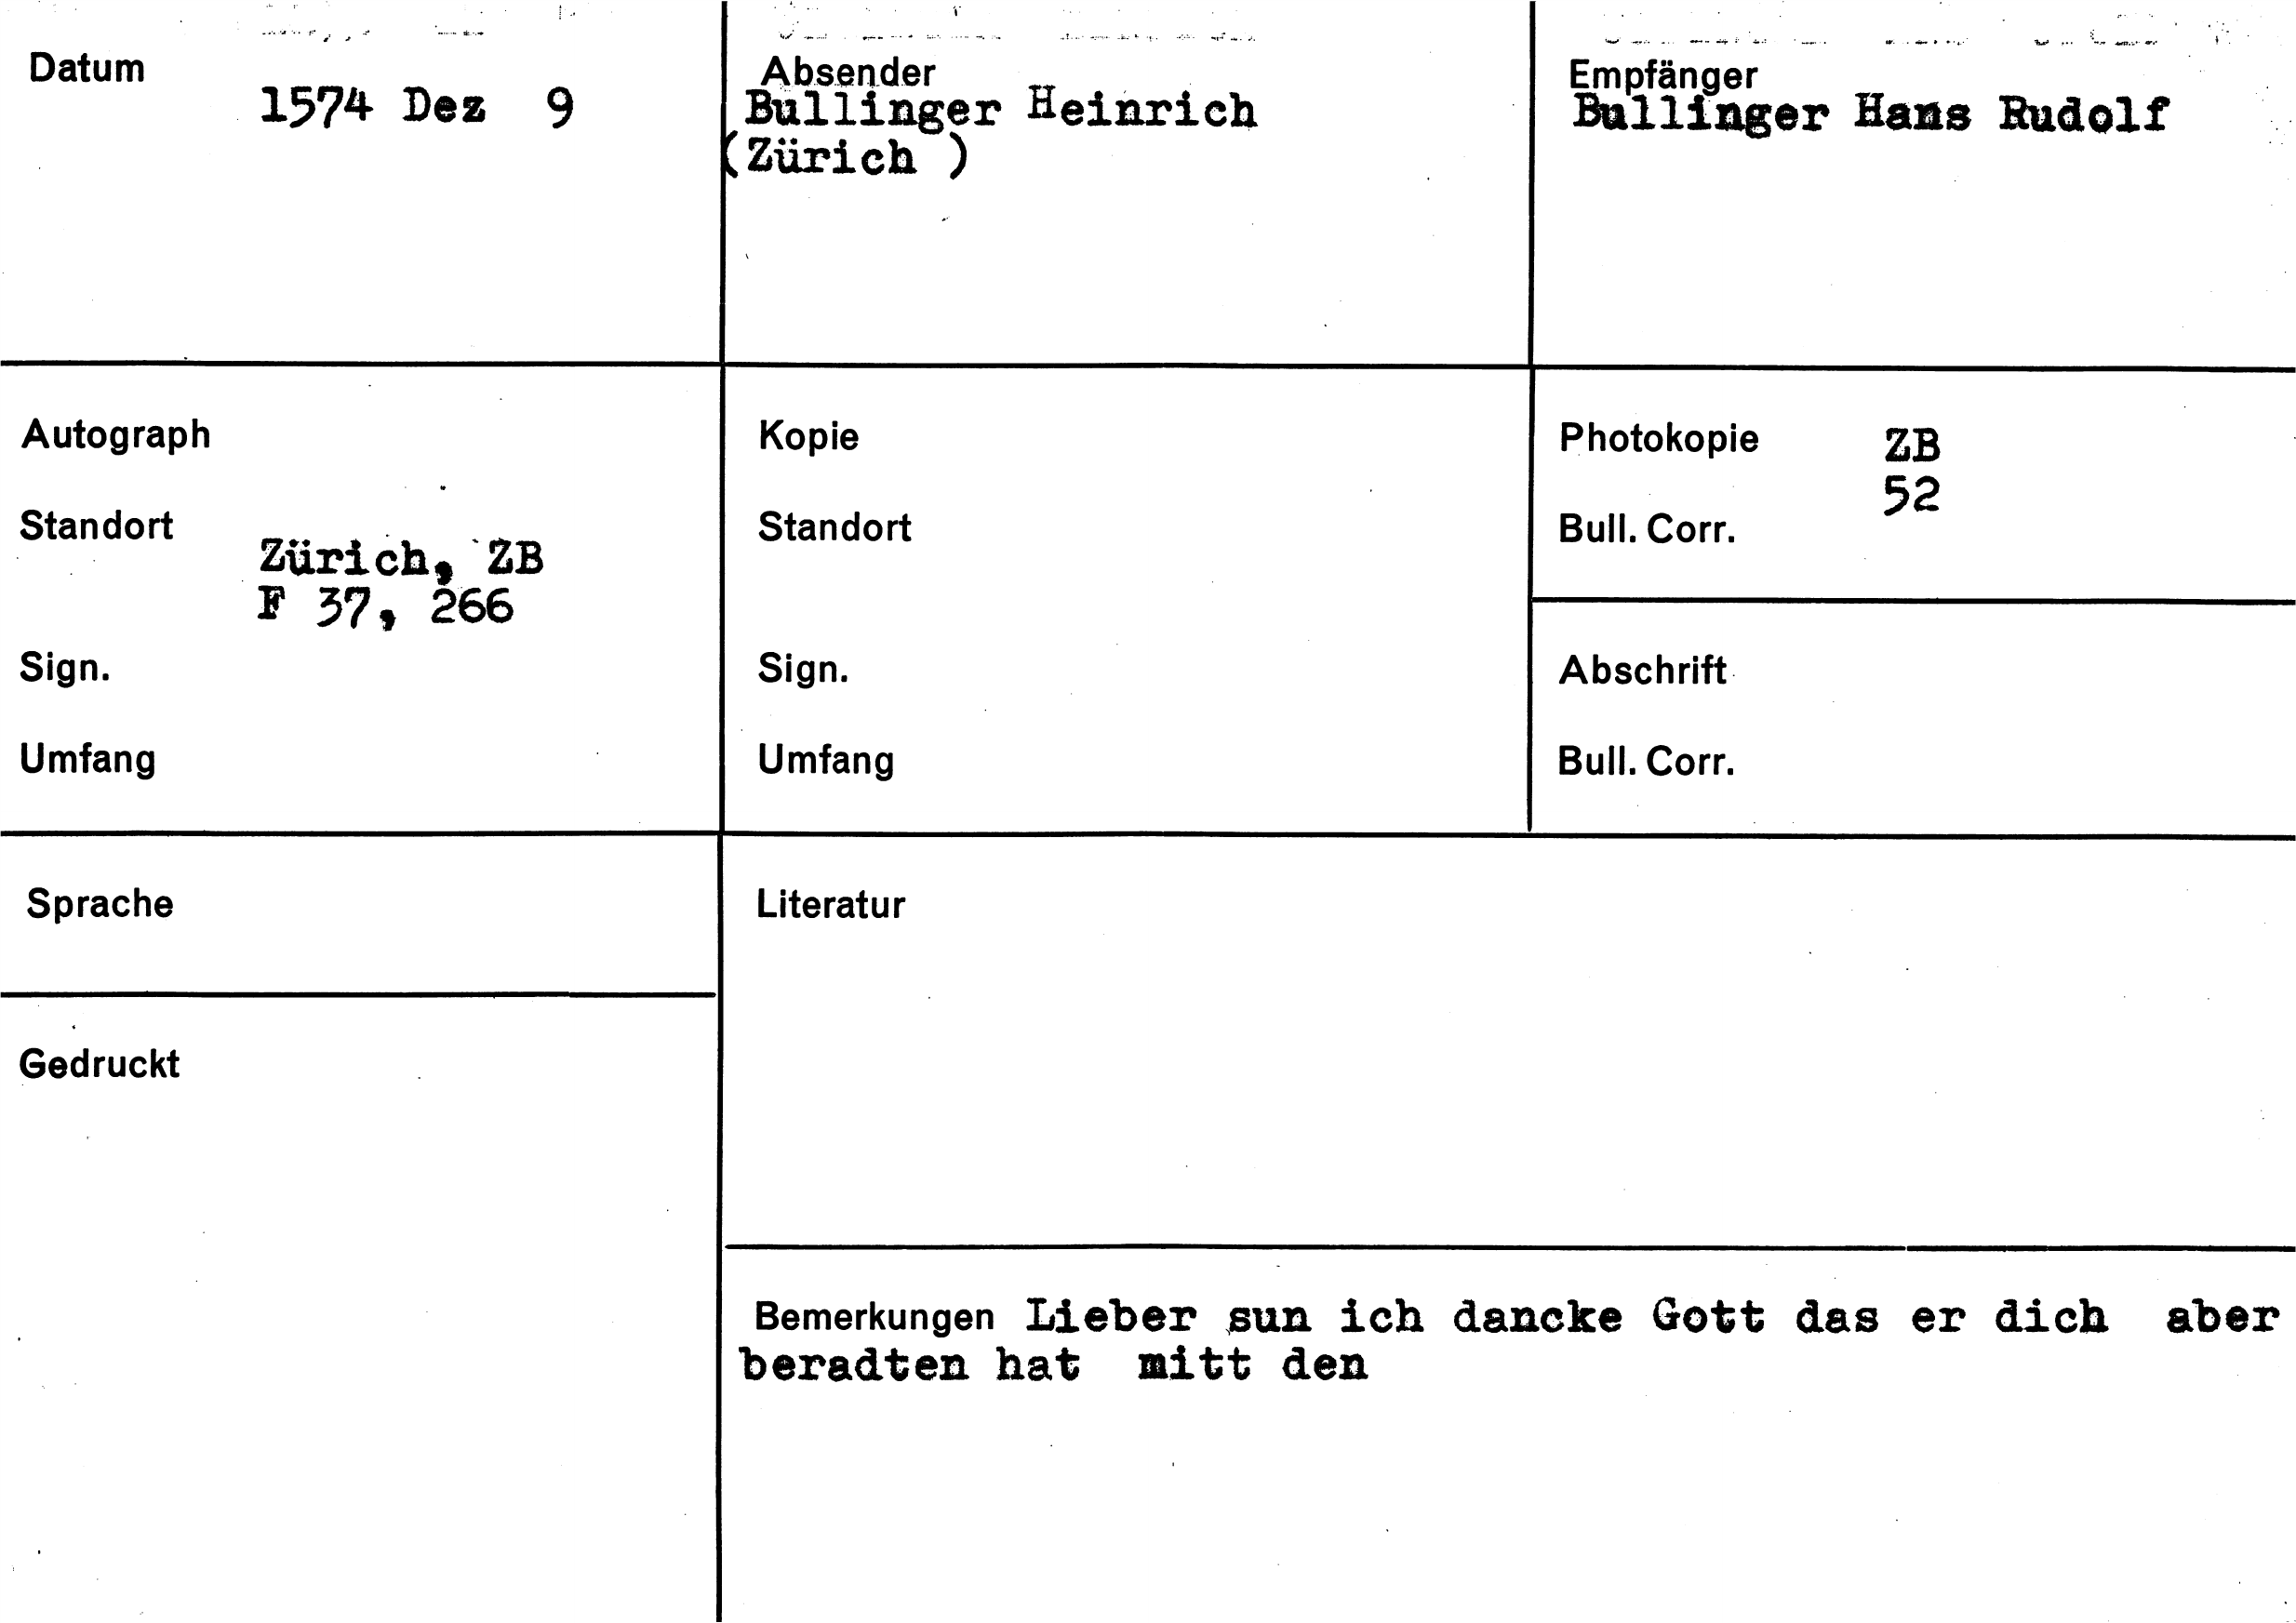 Datum
1574 Dez 9
Absender
Bullinger Heinrich
(Zürich )
Empfänger
Bullinger Hans Rudolf
Autograph
Standort
Zürich, ZB
F 37, 266
Sign.
Umfang
Kopie
Standort
Sign.
Umfang
Photokopie ZB
52
Bull. Corr.
Abschrift
Bull. Corr.
Sprache
Literatur
Gedruckt
Bemerkungen Lieber sun ich dancke Gott das er dich aber
beradten hat mitt den